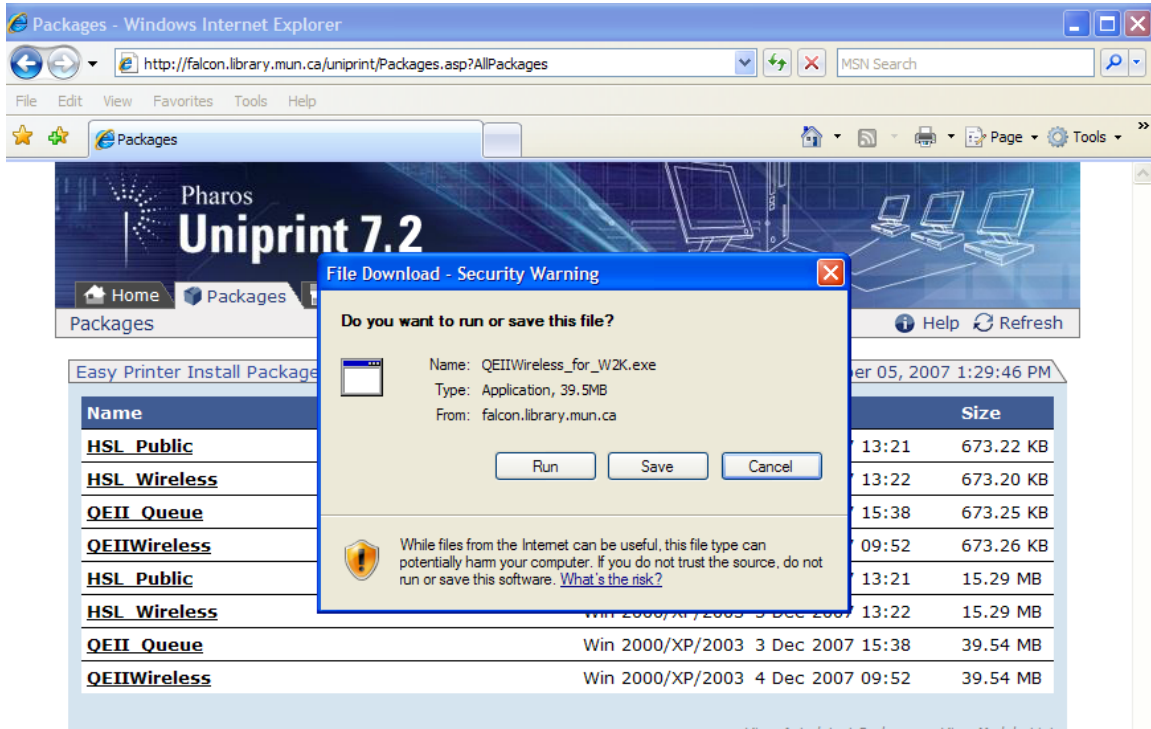 Packages - Windows Internet Explorer
http://falcon.library.mun.ca/uniprint/Packages.asp?AllPackages MSN Search
File Edit View Favorites Tools Help
Packages Page Tools »
Pharos
Uniprint 7.2
Home Packages
Packages Help Refresh
File Download - Security Warning
Do you want to run or save this file?
Name: QEIIWireless_for_W2K.exe
Type: Application, 39.5MB
From: falcon.library.mun.ca
Run Save Cancel
While files from the Internet can be useful, this file type can
potentially harm your computer. If you do not trust the source, do not
run or save this software. What's the risk?
Easy Printer Install Package er 05, 2007 1:29:46 PM
Name Size
HSL_Public 13:21 673.22 KB
HSL_Wireless 13:22 673.20 KB
QEII_Queue 15:38 673.25 KB
QEIIWireless 09:52 673.26 KB
HSL_Public 13:21 15.29 MB
HSL_Wireless Win 2000/XP/2003 3 Dec 2007 13:22 15.29 MB
QEII_Queue Win 2000/XP/2003 3 Dec 2007 15:38 39.54 MB
QEIIWireless Win 2000/XP/2003 4 Dec 2007 09:52 39.54 MB